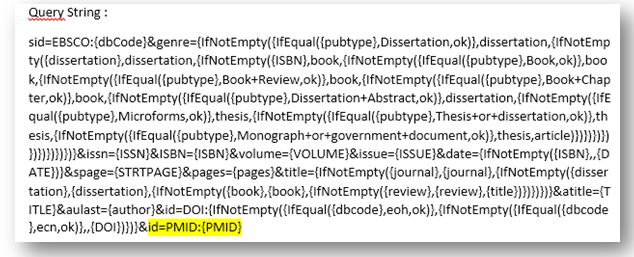 Query String :
sid=EBSCO:{dbCode}&genre={IfNotEmpty({IfEqual({pubtype},Dissertation,ok)},dissertation,{IfNotEmp
ty({dissertation},dissertation,{IfNotEmpty({ISBN},book,{IfNotEmpty({IfEqual({pubtype},Book,ok)},boo
k,{IfNotEmpty({IfEqual({pubtype},Book+Review,ok)},book,{IfNotEmpty({IfEqual({pubtype},Book+Chap
ter,ok)},book,{IfNotEmpty({IfEqual({pubtype},Dissertation+Abstract,ok)},dissertation,{IfNotEmpty({IfE
qual({pubtype},Microforms,ok)},thesis,{IfNotEmpty({IfEqual({pubtype},Thesis+or+dissertation,ok)},th
esis,{IfNotEmpty({IfEqual({pubtype},Monograph+or+government+document,ok)},thesis,article)})})})})
})})})})})}&issn={ISSN}&ISBN={ISBN}&volume={VOLUME}&issue={ISSUE}&date={IfNotEmpty({ISBN},,{D
ATE})}&spage={STRTPAGE}&pages={pages}&title={IfNotEmpty({journal},{journal},{IfNotEmpty({disser
tation},{dissertation},{IfNotEmpty({book},{book},{IfNotEmpty({review},{review},{title})})})})}&atitle={T
ITLE}&aulast={author}&id=DOI:{IfNotEmpty({IfEqual({dbcode},eoh,ok)},{IfNotEmpty({IfEqual({dbcode
},ecn,ok)},,{DOI})})}&id=PMID:{PMID}